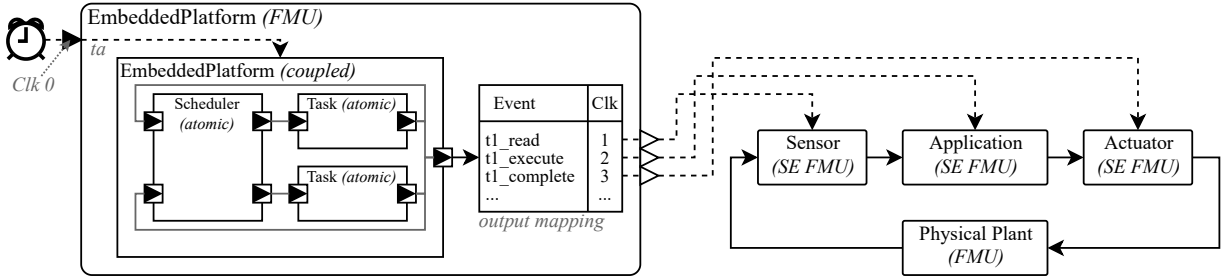 EmbeddedPlatform (FMU)
ta
Clk 0
EmbeddedPlatform (coupled)
Scheduler
(atomic)
Task (atomic)
Task (atomic)
Event Clk
t1_read 1
t1_execute 2
t1_complete 3
... ...
output mapping
Sensor
(SE FMU)
Application
(SE FMU)
Actuator
(SE FMU)
Physical Plant
(FMU)